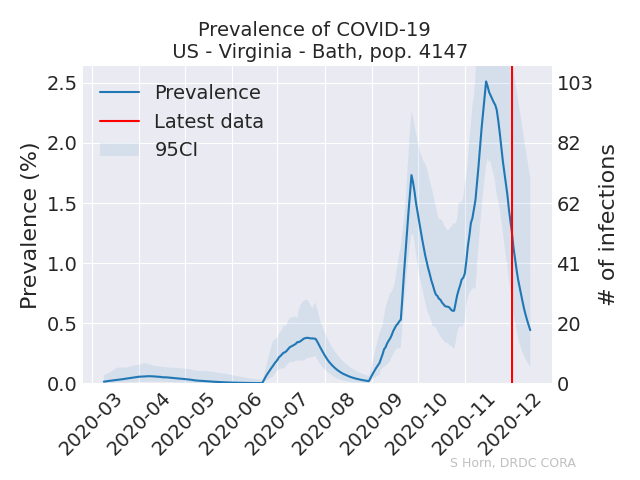 Prevalence of COVID-19
US - Virginia - Bath, pop. 4147
Prevalence (%)
2.5
2.0
1.5
1.0
0.5
0.0
Prevalence
Latest data
95CI
103
82
62
41
20
0
# of infections
2020-03
2020-04
2020-05
2020-06
2020-07
2020-08
2020-09
2020-10
2020-11
2020-12
S Horn, DRDC CORA